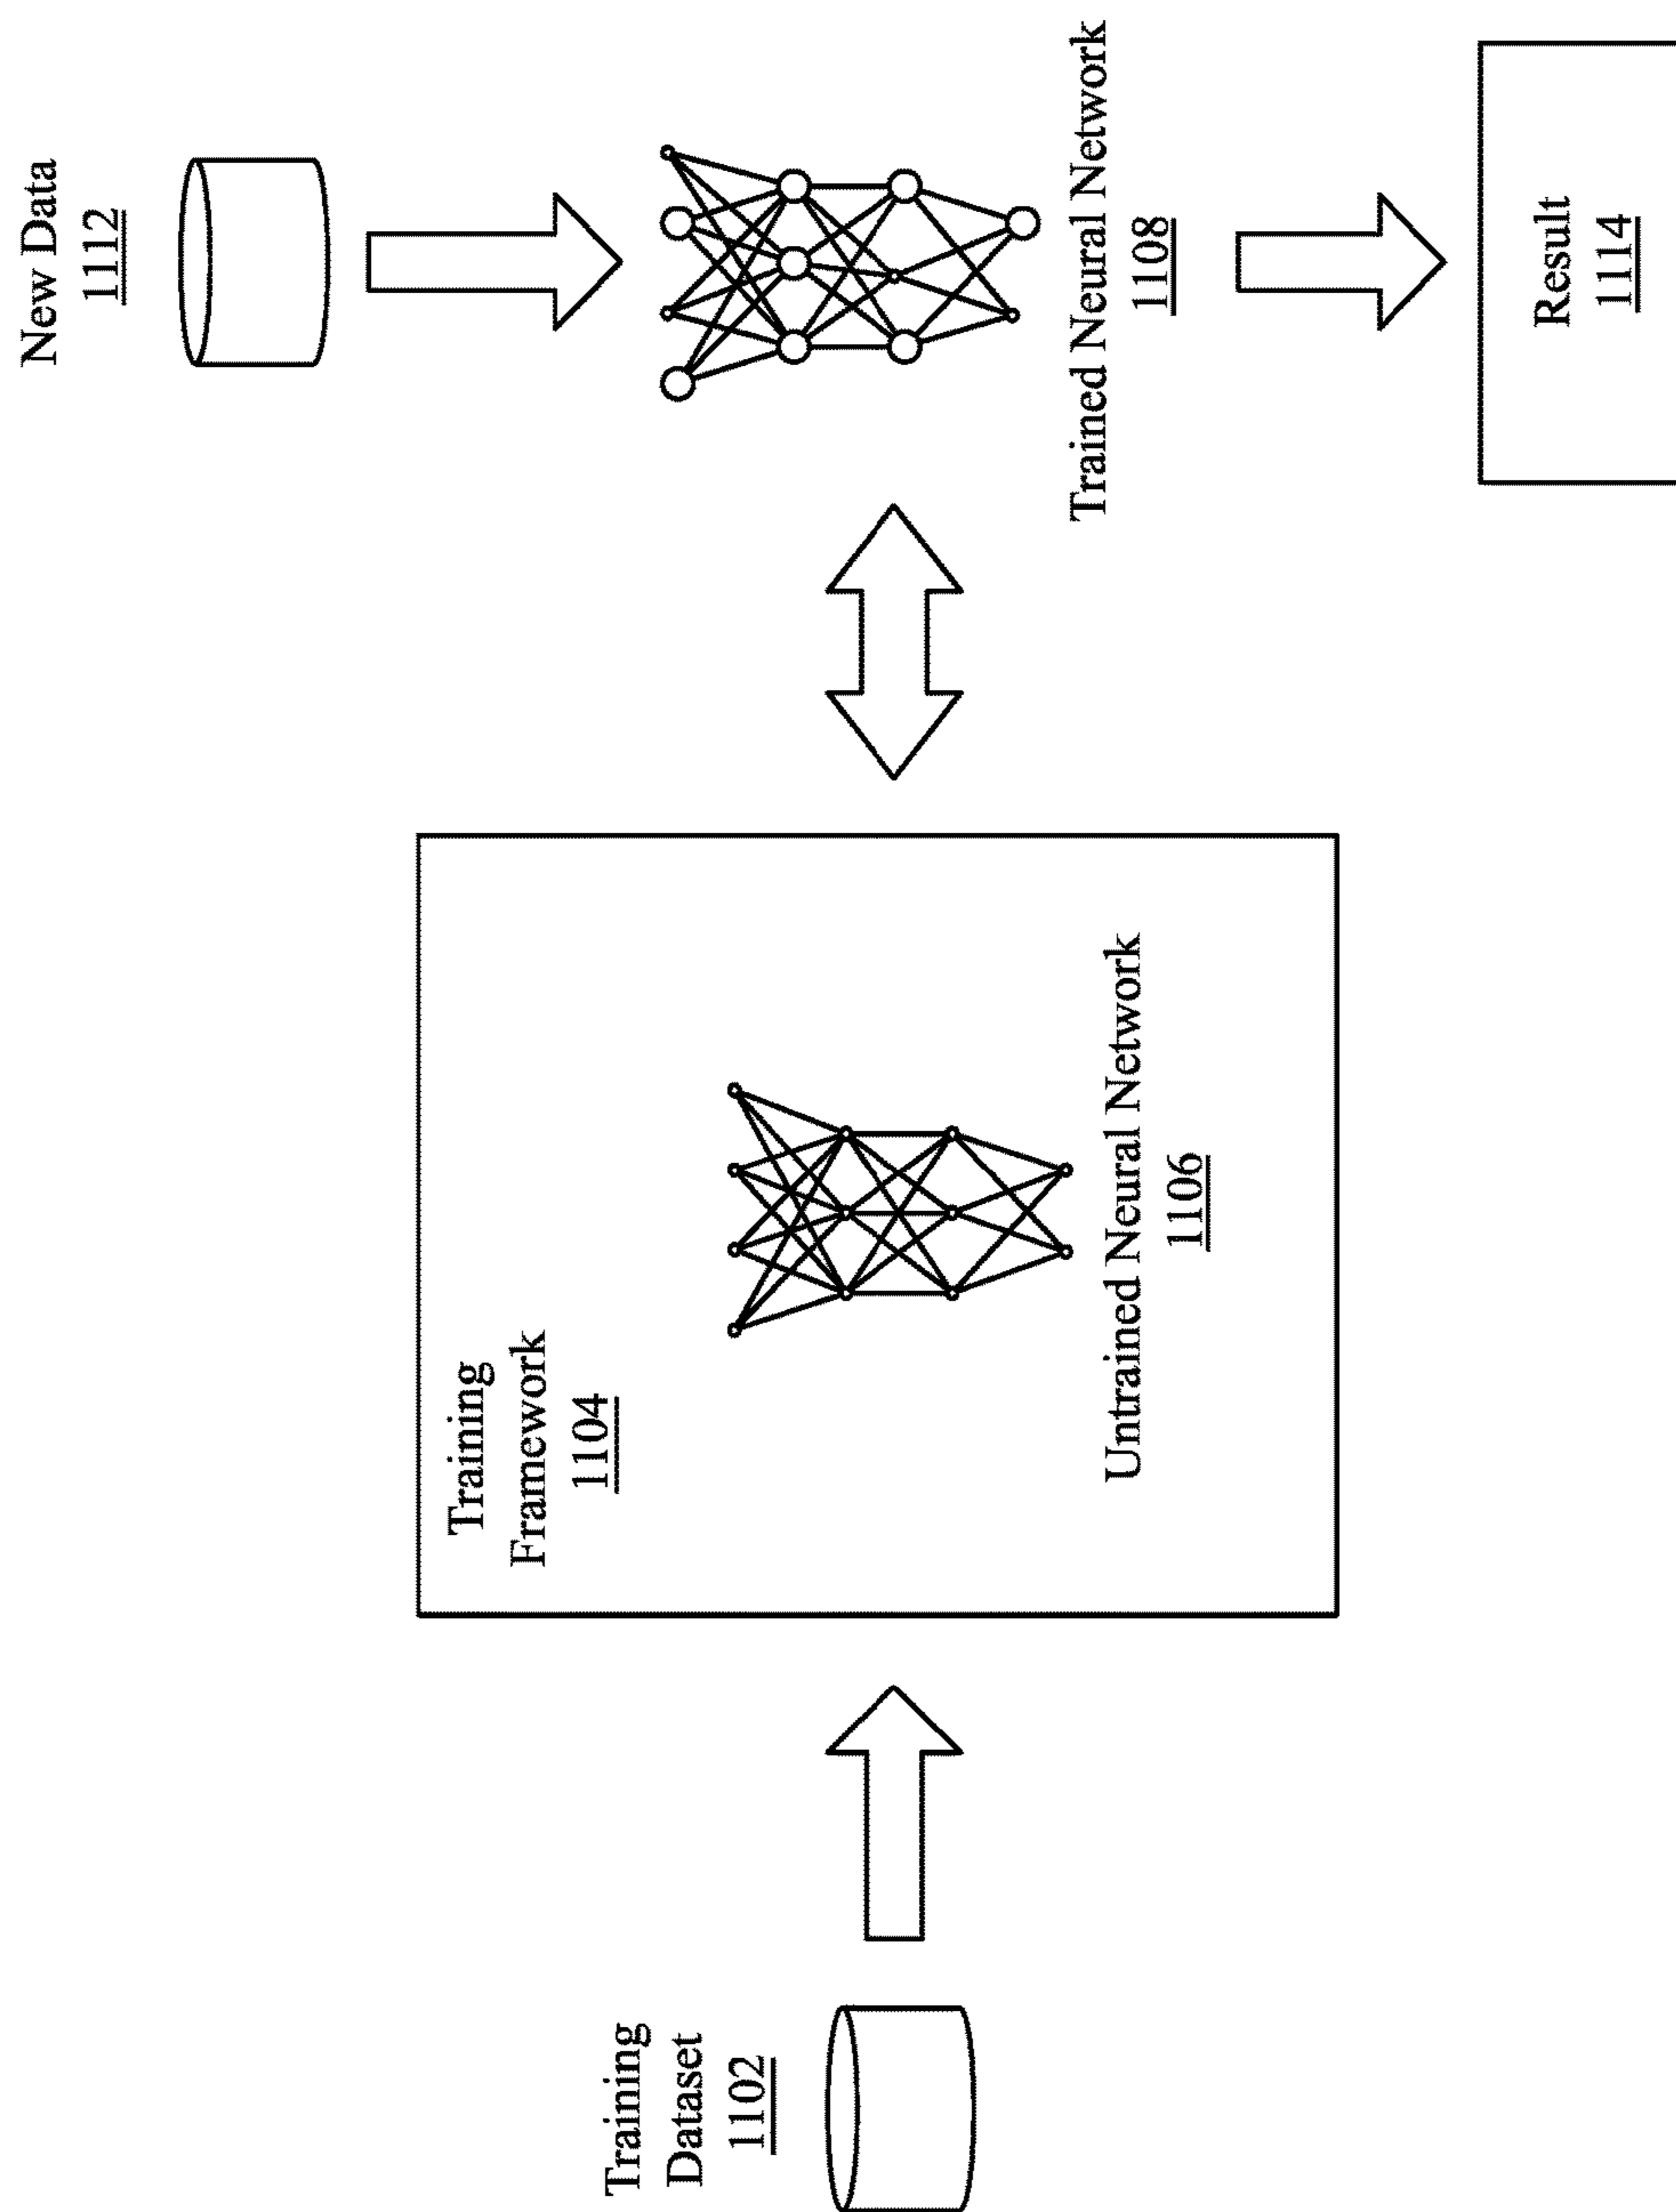 Training
Dataset
1102
Training
Framework
1104
Untrained Neural Network
1106
New Data
1112
Trained Neural Network
1108
Result
1114